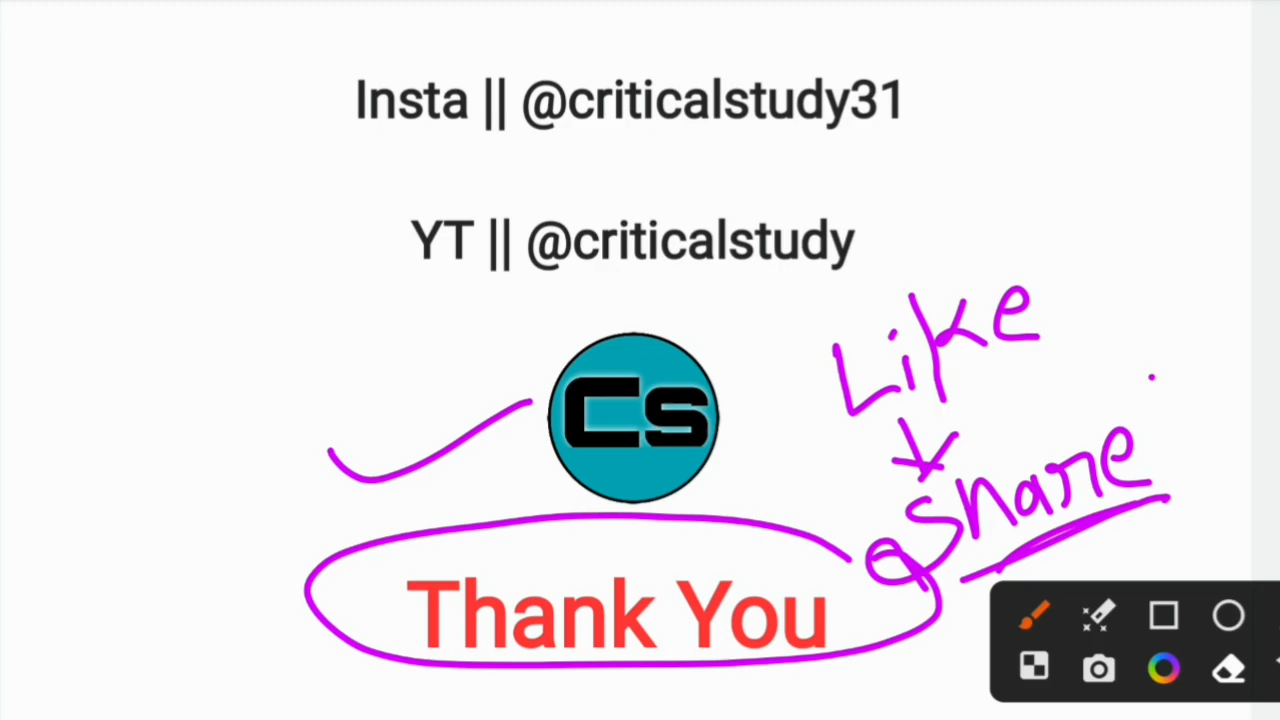 Insta || @criticalstudy31
YT || @criticalstudy
Like
Cs
Share
Thank You